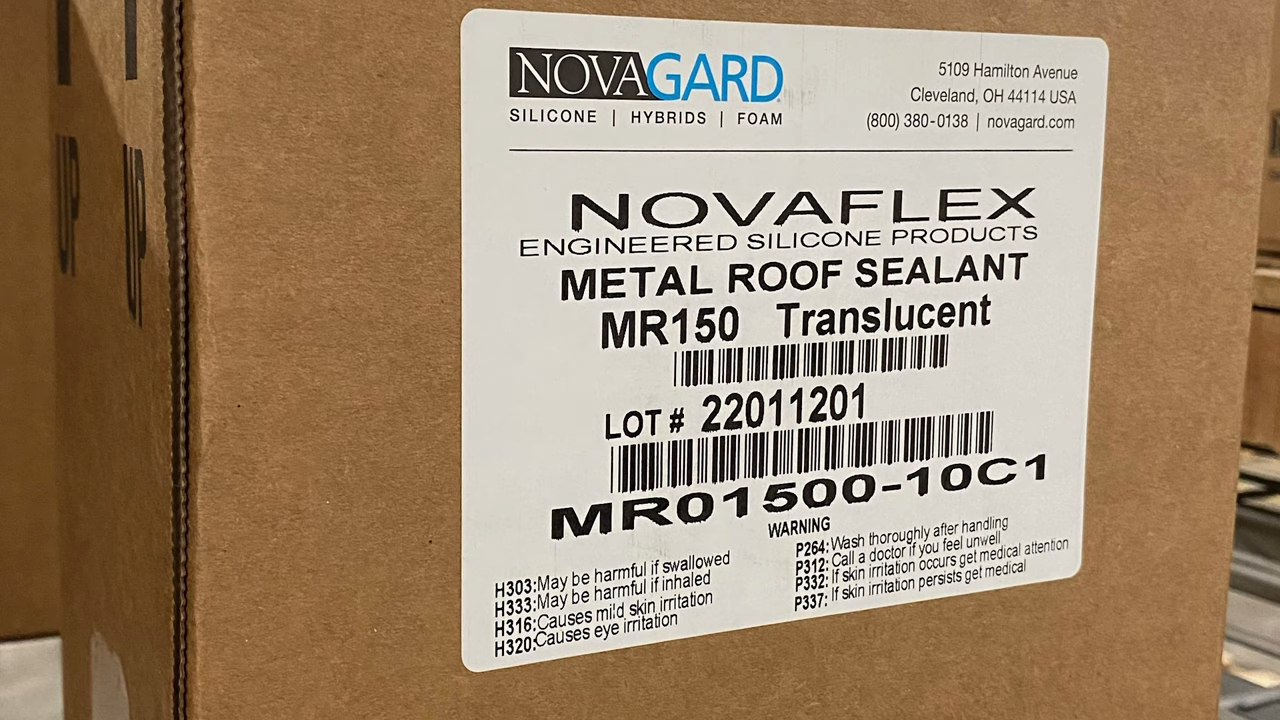 UP
UP
NOVAGARD
SILICONE | HYBRIDS | FOAM
5109 Hamilton Avenue
Cleveland, OH 44114 USA
(800) 380-0138 | novagard.com
NOVAFLEX
ENGINEERED SILICONE PRODUCTS
METAL ROOF SEALANT
MR150 Translucent
LOT # 22011201
MR01500-10C1
WARNING
H303:May be harmful if swallowed
H333:May be harmful if inhaled
H316:Causes mild skin irritation
H320:Causes eye irritation
P264:Wash thoroughly after handling
P312: Call a doctor if you feel unwell
P332: If skin irritation occurs get medical attention
P337: If skin irritation persists get medical